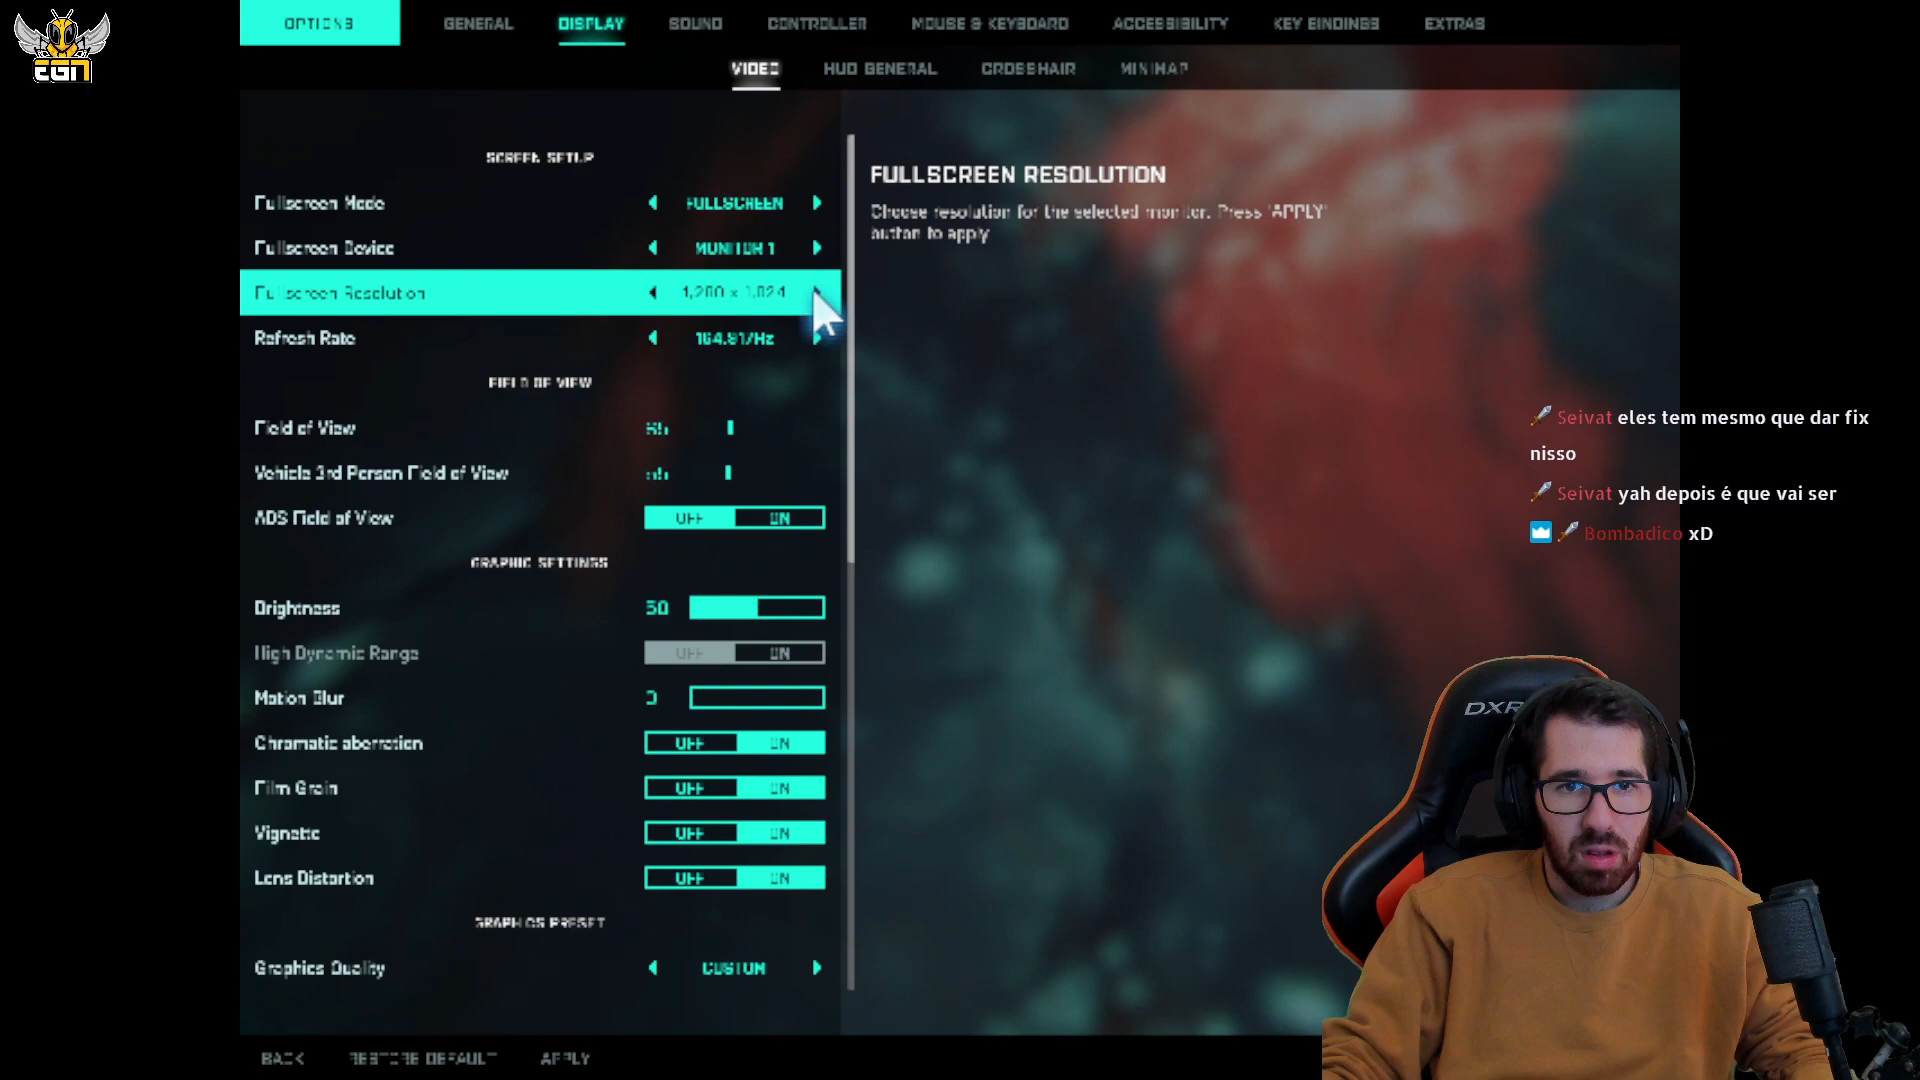 OPTIONS
GENERAL
DISPLAY
SOUND
CONTROLLER
MOUSE & KEYBOARD
ACCESSIBILITY
KEY BINDINGS
EXTRAS
EGN
VIDEO
HUD GENERAL
CROSSHAIR
MINIMAP
SCREEN SETUP
Fullscreen Mode
FULLSCREEN
Fullscreen Device
MONITOR 1
Fullscreen Resolution
1,280 x 1,024
Refresh Rate
164.917Hz
FIELD OF VIEW
Field of View
Vehicle 3rd Person Field of View
ADS Field of View
OFF
ON
GRAPHIC SETTINGS
Brightness
50
High Dynamic Range
OFF
ON
Motion Blur
0
Chromatic aberration
OFF
ON
Film Grain
OFF
ON
Vignette
OFF
ON
Lens Distortion
OFF
ON
GRAPHICS PRESET
Graphics Quality
CUSTOM
BACK
RESTORE DEFAULT
APPLY
FULLSCREEN RESOLUTION
Choose resolution for the selected monitor. Press 'APPLY'
button to apply
Seivat eles tem mesmo que dar fix
nisso
Seivat yah depois é que vai ser
Bombadico xD
DXR